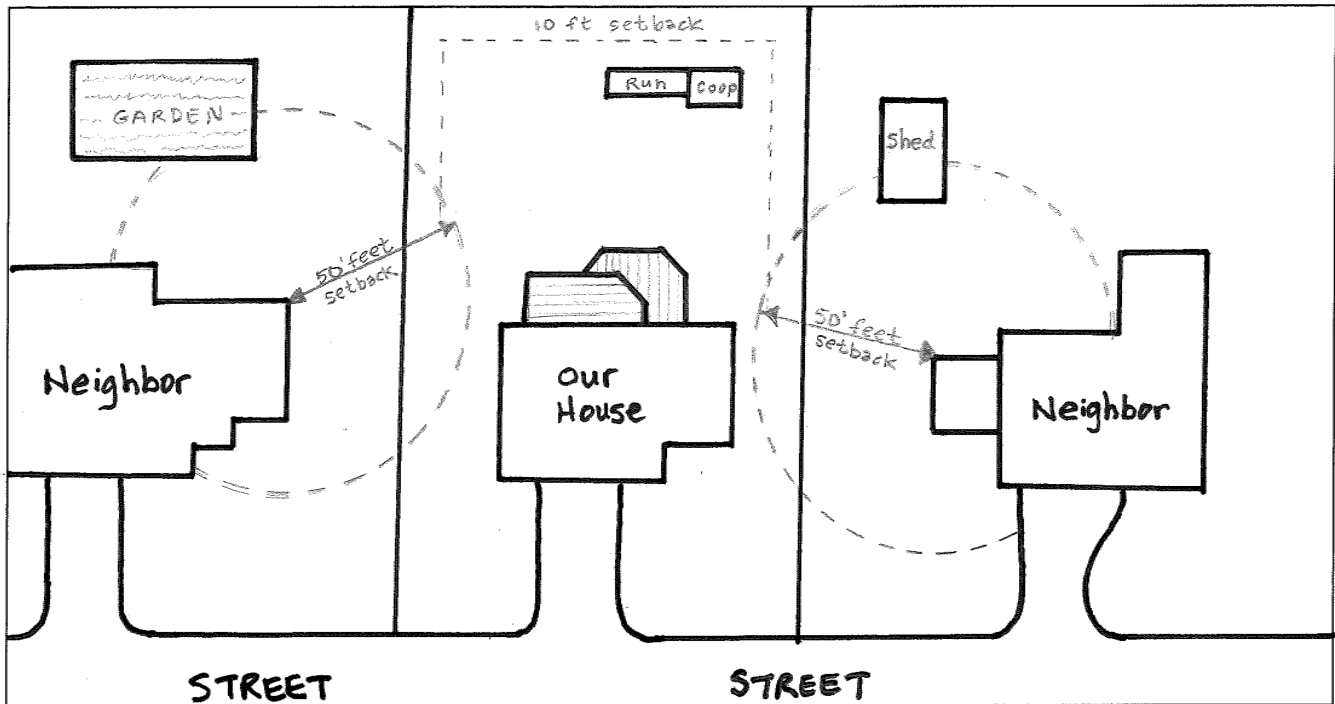 10 ft setback
Run
Coop
GARDEN
Shed
50' feet
setback
50' feet
setback
Neighbor
Our
House
Neighbor
STREET
STREET